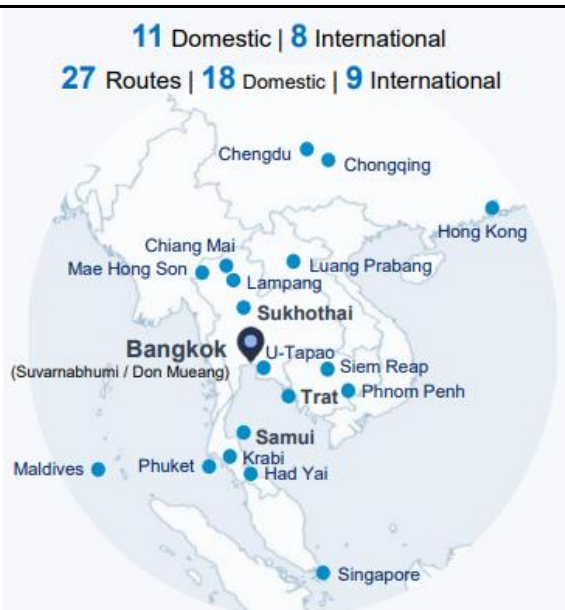 11 Domestic | 8 International
27 Routes | 18 Domestic | 9 International
Chengdu
Chongqing
Hong Kong
Chiang Mai
Mae Hong Son
Luang Prabang
Lampang
Sukhothai
Bangkok
(Suvarnabhumi / Don Mueang)
U-Tapao
Siem Reap
Phnom Penh
Trat
Samui
Krabi
Maldives
Phuket
Had Yai
Singapore